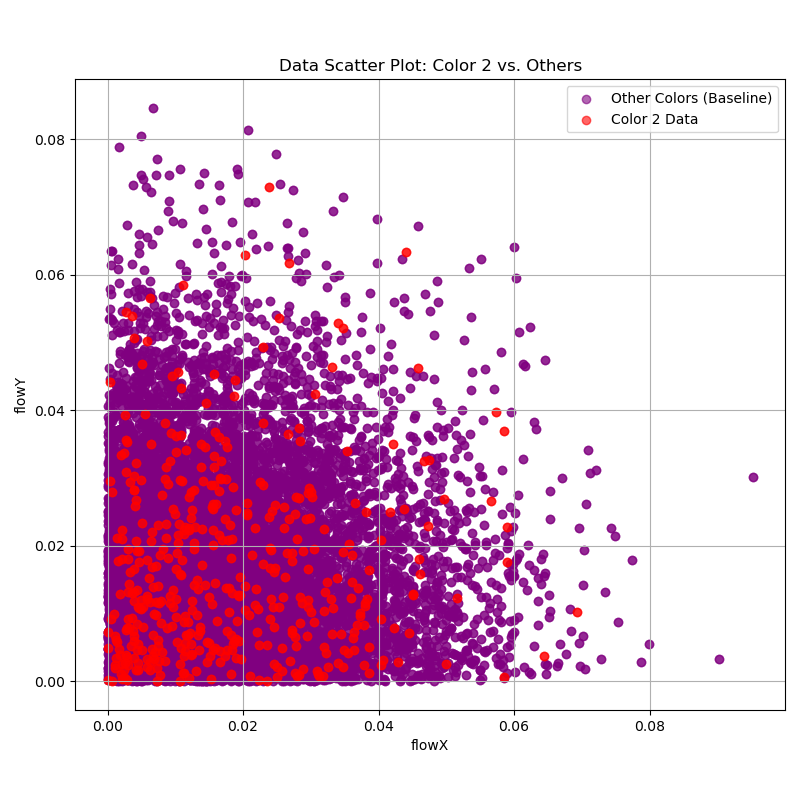 Data Scatter Plot: Color 2 vs. Others
Other Colors (Baseline)
Color 2 Data
flowY
0.08
0.06
0.04
0.02
0.00
0.00 0.02 0.04 0.06 0.08
flowX